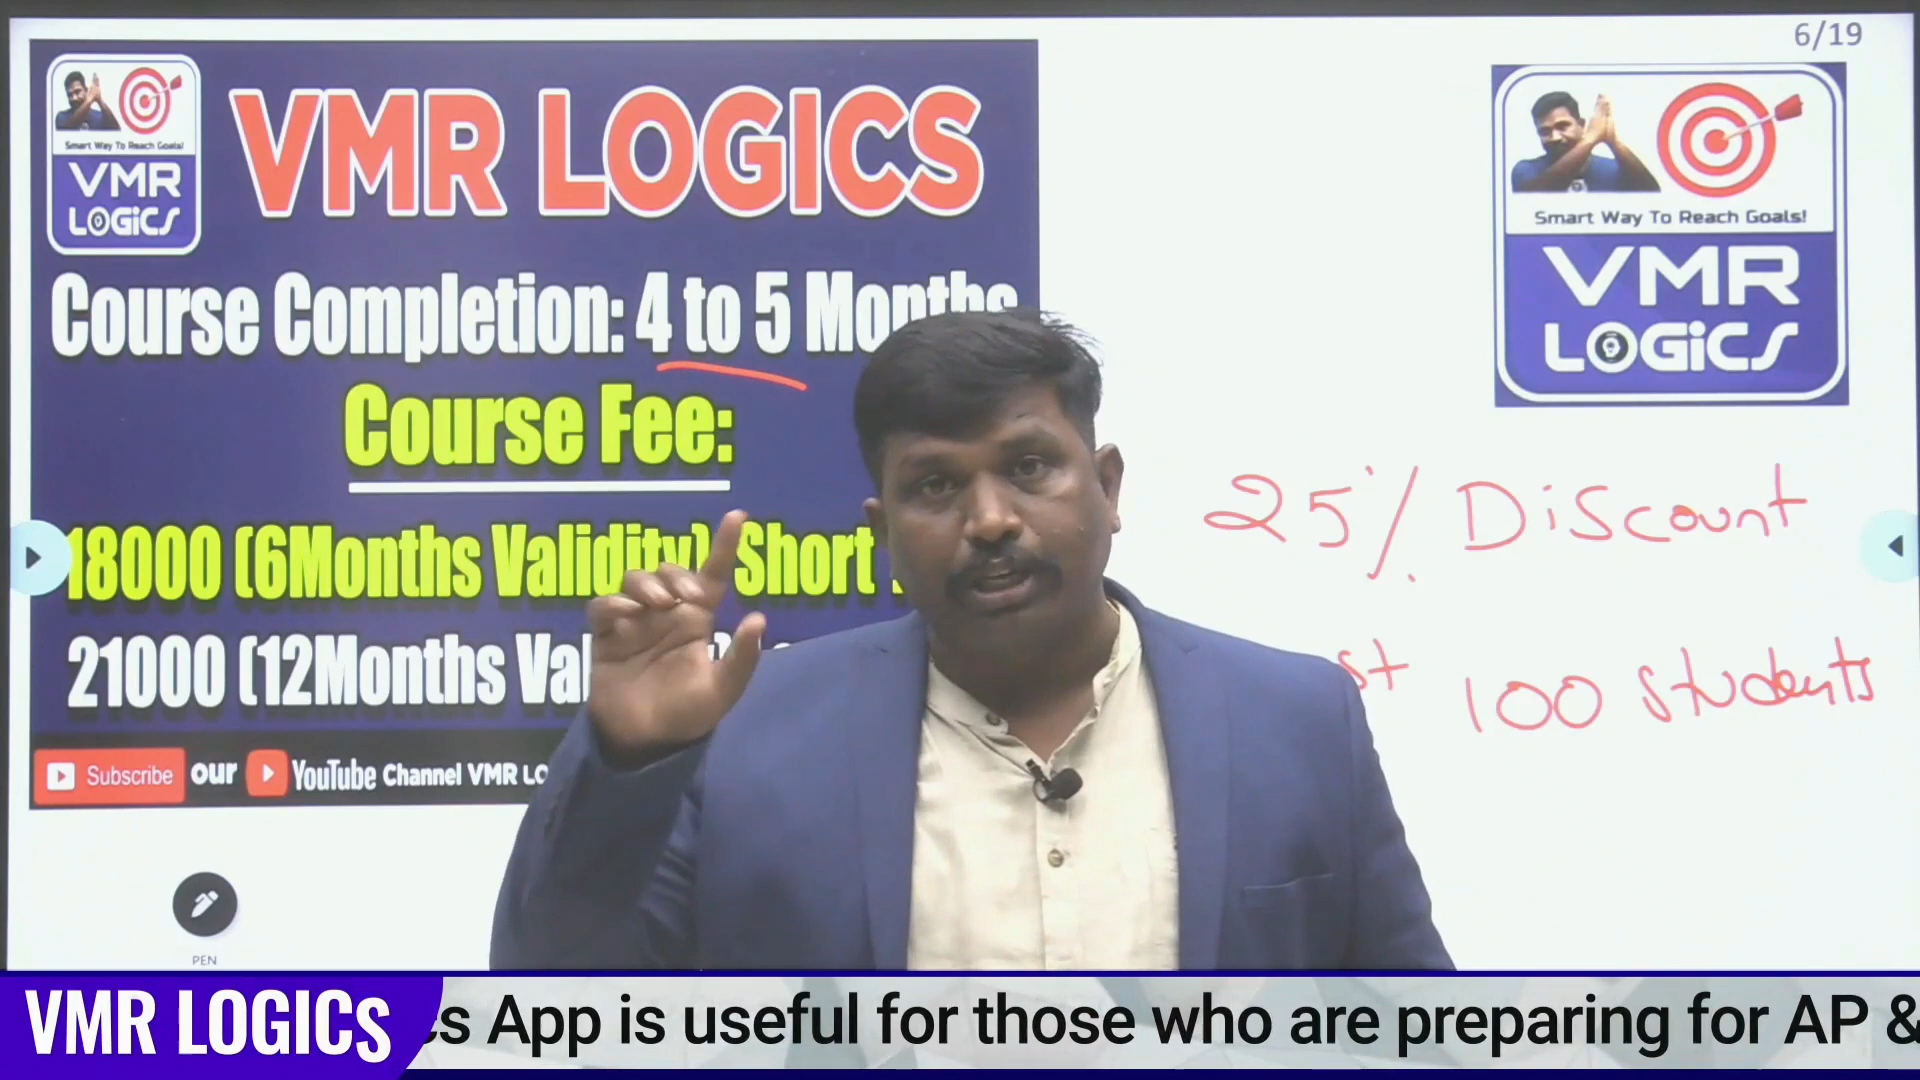 6/19
Smart Way To Reach Goals!
VMR
LOGiCS
VMR LOGICS
Course Completion: 4 to 5 Months
Course Fee:
18000 (6Months Validity) Short
21000 (12Months
Subscribe our YouTube Channel VMR
Smart Way To Reach Goals!
VMR
LOGiCS
25% Discount
100 Students
PEN
VMR LOGICs
App is useful for those who are preparing for AP &